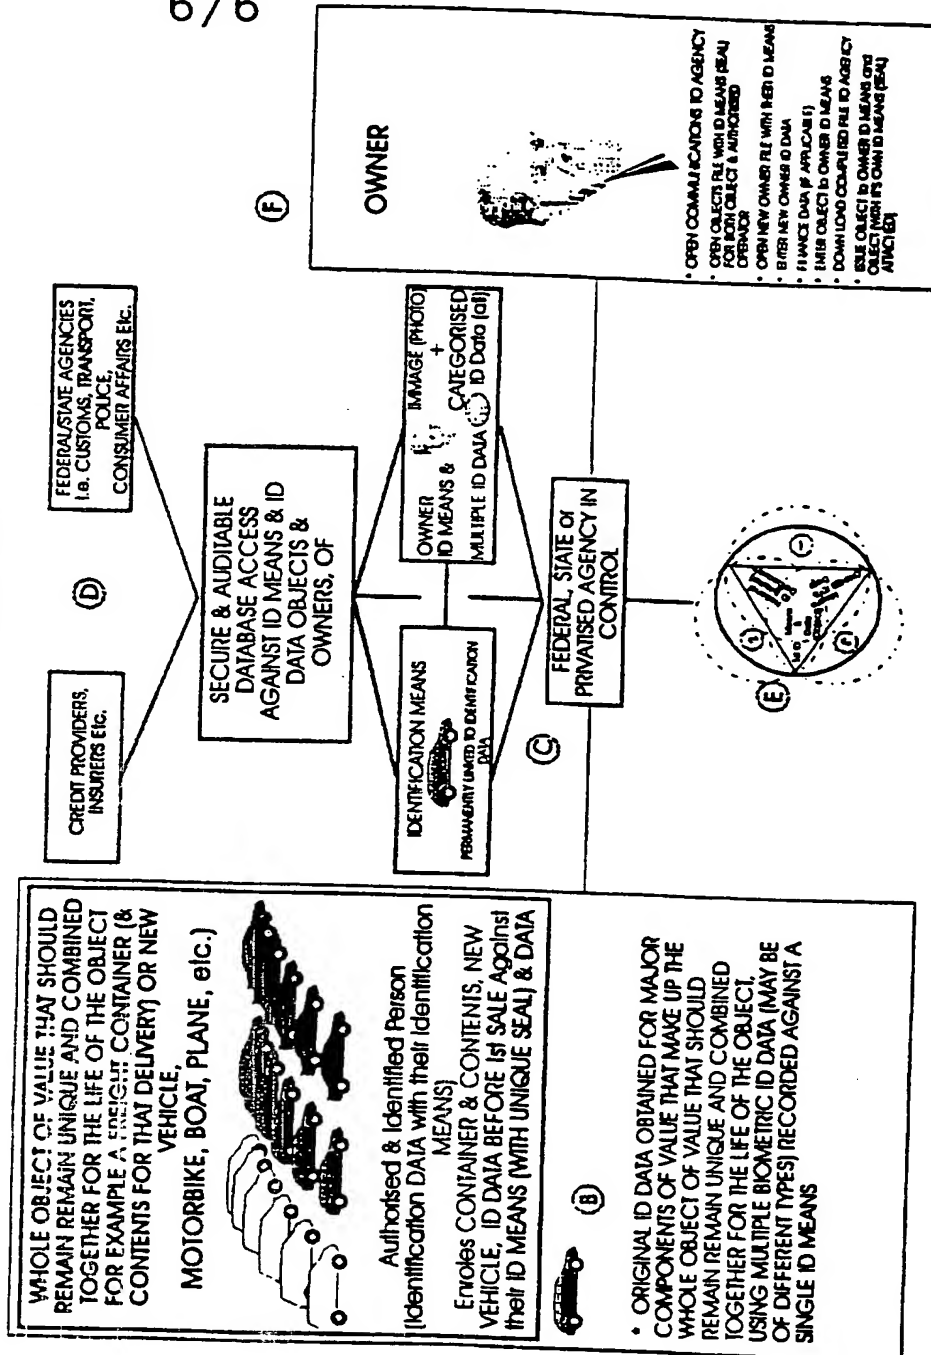 6/6
WHOLE OBJECT OF VALUE THAT SHOULD
REMAIN REMAIN UNIQUE AND COMBINED
TOGETHER FOR THE LIFE OF THE OBJECT
FOR EXAMPLE A FREIGHT CONTAINER (&
CONTENTS FOR THAT DELIVERY) OR NEW
VEHICLE,
MOTORBIKE, BOAT, PLANE, etc.)
Authorised & Identified Person
(Identification DATA with their Identification
MEANS)
Enroles CONTAINER & CONTENTS, NEW
VEHICLE, ID DATA BEFORE 1st SALE Against
their ID MEANS (WITH UNIQUE SEAL) & DATA
B
* ORIGINAL ID DATA OBTAINED FOR MAJOR
COMPONENTS OF VALUE THAT MAKE UP THE
WHOLE OBJECT OF VALUE THAT SHOULD
REMAIN REMAIN UNIQUE AND COMBINED
TOGETHER FOR THE LIFE OF THE OBJECT,
USING MULTIPLE BIOMETRIC ID DATA (MAY BE
OF DIFFERENT TYPES) RECORDED AGAINST A
SINGLE ID MEANS
CREDIT PROVIDERS,
INSURERS Etc.
D
FEDERAL/STATE AGENCIES
i.e. CUSTOMS, TRANSPORT,
POLICE,
CONSUMER AFFAIRS Etc.
SECURE & AUDITABLE
DATABASE ACCESS
AGAINST ID MEANS & ID
DATA OBJECTS &
OWNERS, OF
IDENTIFICATION MEANS
PERMANENTLY LINKED TO IDENTIFICATION
DATA
OWNER
ID MEANS &
MULTIPLE ID DATA
IMMAGE (PHOTO)
+
CATEGORISED
ID Data (all)
C
FEDERAL, STATE Or
PRIVATISED AGENCY IN
CONTROL
E
1
2
F
OWNER
* OPEN COMMUNICATIONS TO AGENCY
* OPEN OBJECTS FILE WITH ID MEANS (SEAL)
FOR BOTH OBJECT & AUTHORISED
OPERATOR
* OPEN NEW OWNER FILE WITH THEIR ID MEANS
* ENTER NEW OWNER ID DATA
* FINANCE DATA (IF APPLICABLE)
* ENTER OBJECT to OWNER ID MEANS
* DOWN LOAD COMPLETED FILE TO AGENCY
* ISSUE OBJECT to OWNER ID MEANS and
OBJECT (WITH IT'S OWN ID MEANS (SEAL)
ATTACHED)